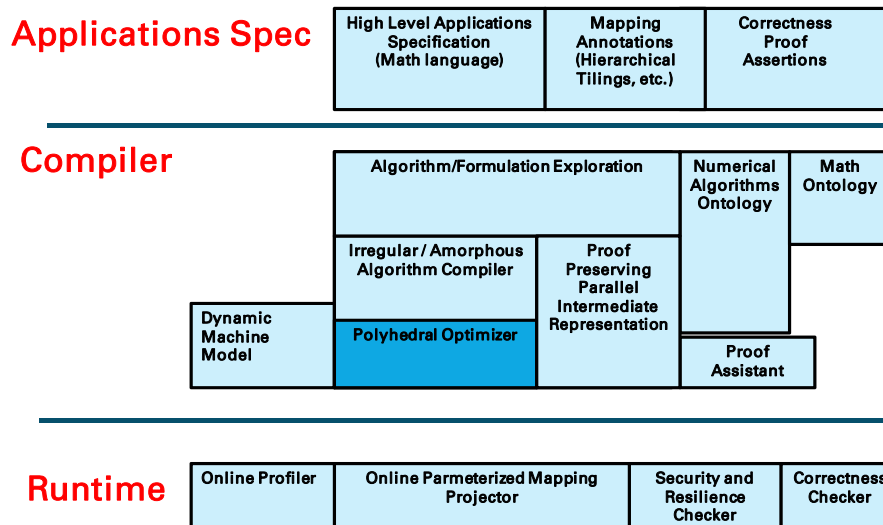 Applications Spec
High Level Applications
Specification
(Math language)
Mapping
Annotations
(Hierarchical
Tilings, etc.)
Correctness
Proof
Assertions
Compiler
Algorithm/Formulation Exploration
Numerical
Algorithms
Ontology
Math
Ontology
Irregular / Amorphous
Algorithm Compiler
Proof
Preserving
Parallel
Intermediate
Representation
Dynamic
Machine
Model
Polyhedral Optimizer
Proof
Assistant
Runtime
Online Profiler
Online Parmeterized Mapping
Projector
Security and
Resilience
Checker
Correctness
Checker